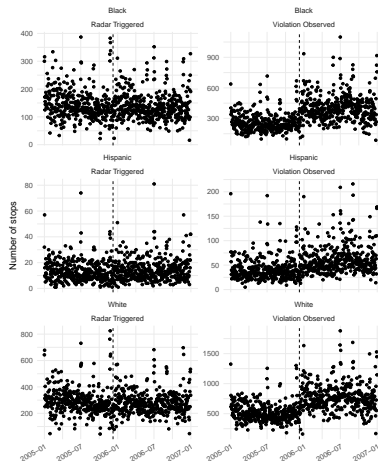 Black
Black
Radar Triggered
Violation Observed
400
300
200
100
0
900
600
300
Hispanic
Hispanic
Radar Triggered
Violation Observed
80
60
40
20
0
200
150
100
50
0
Number of stops
White
White
Radar Triggered
Violation Observed
800
600
400
200
1500
1000
500
2005−01
2005−07
2006−01
2006−07
2007−01
2005−01
2005−07
2006−01
2006−07
2007−01